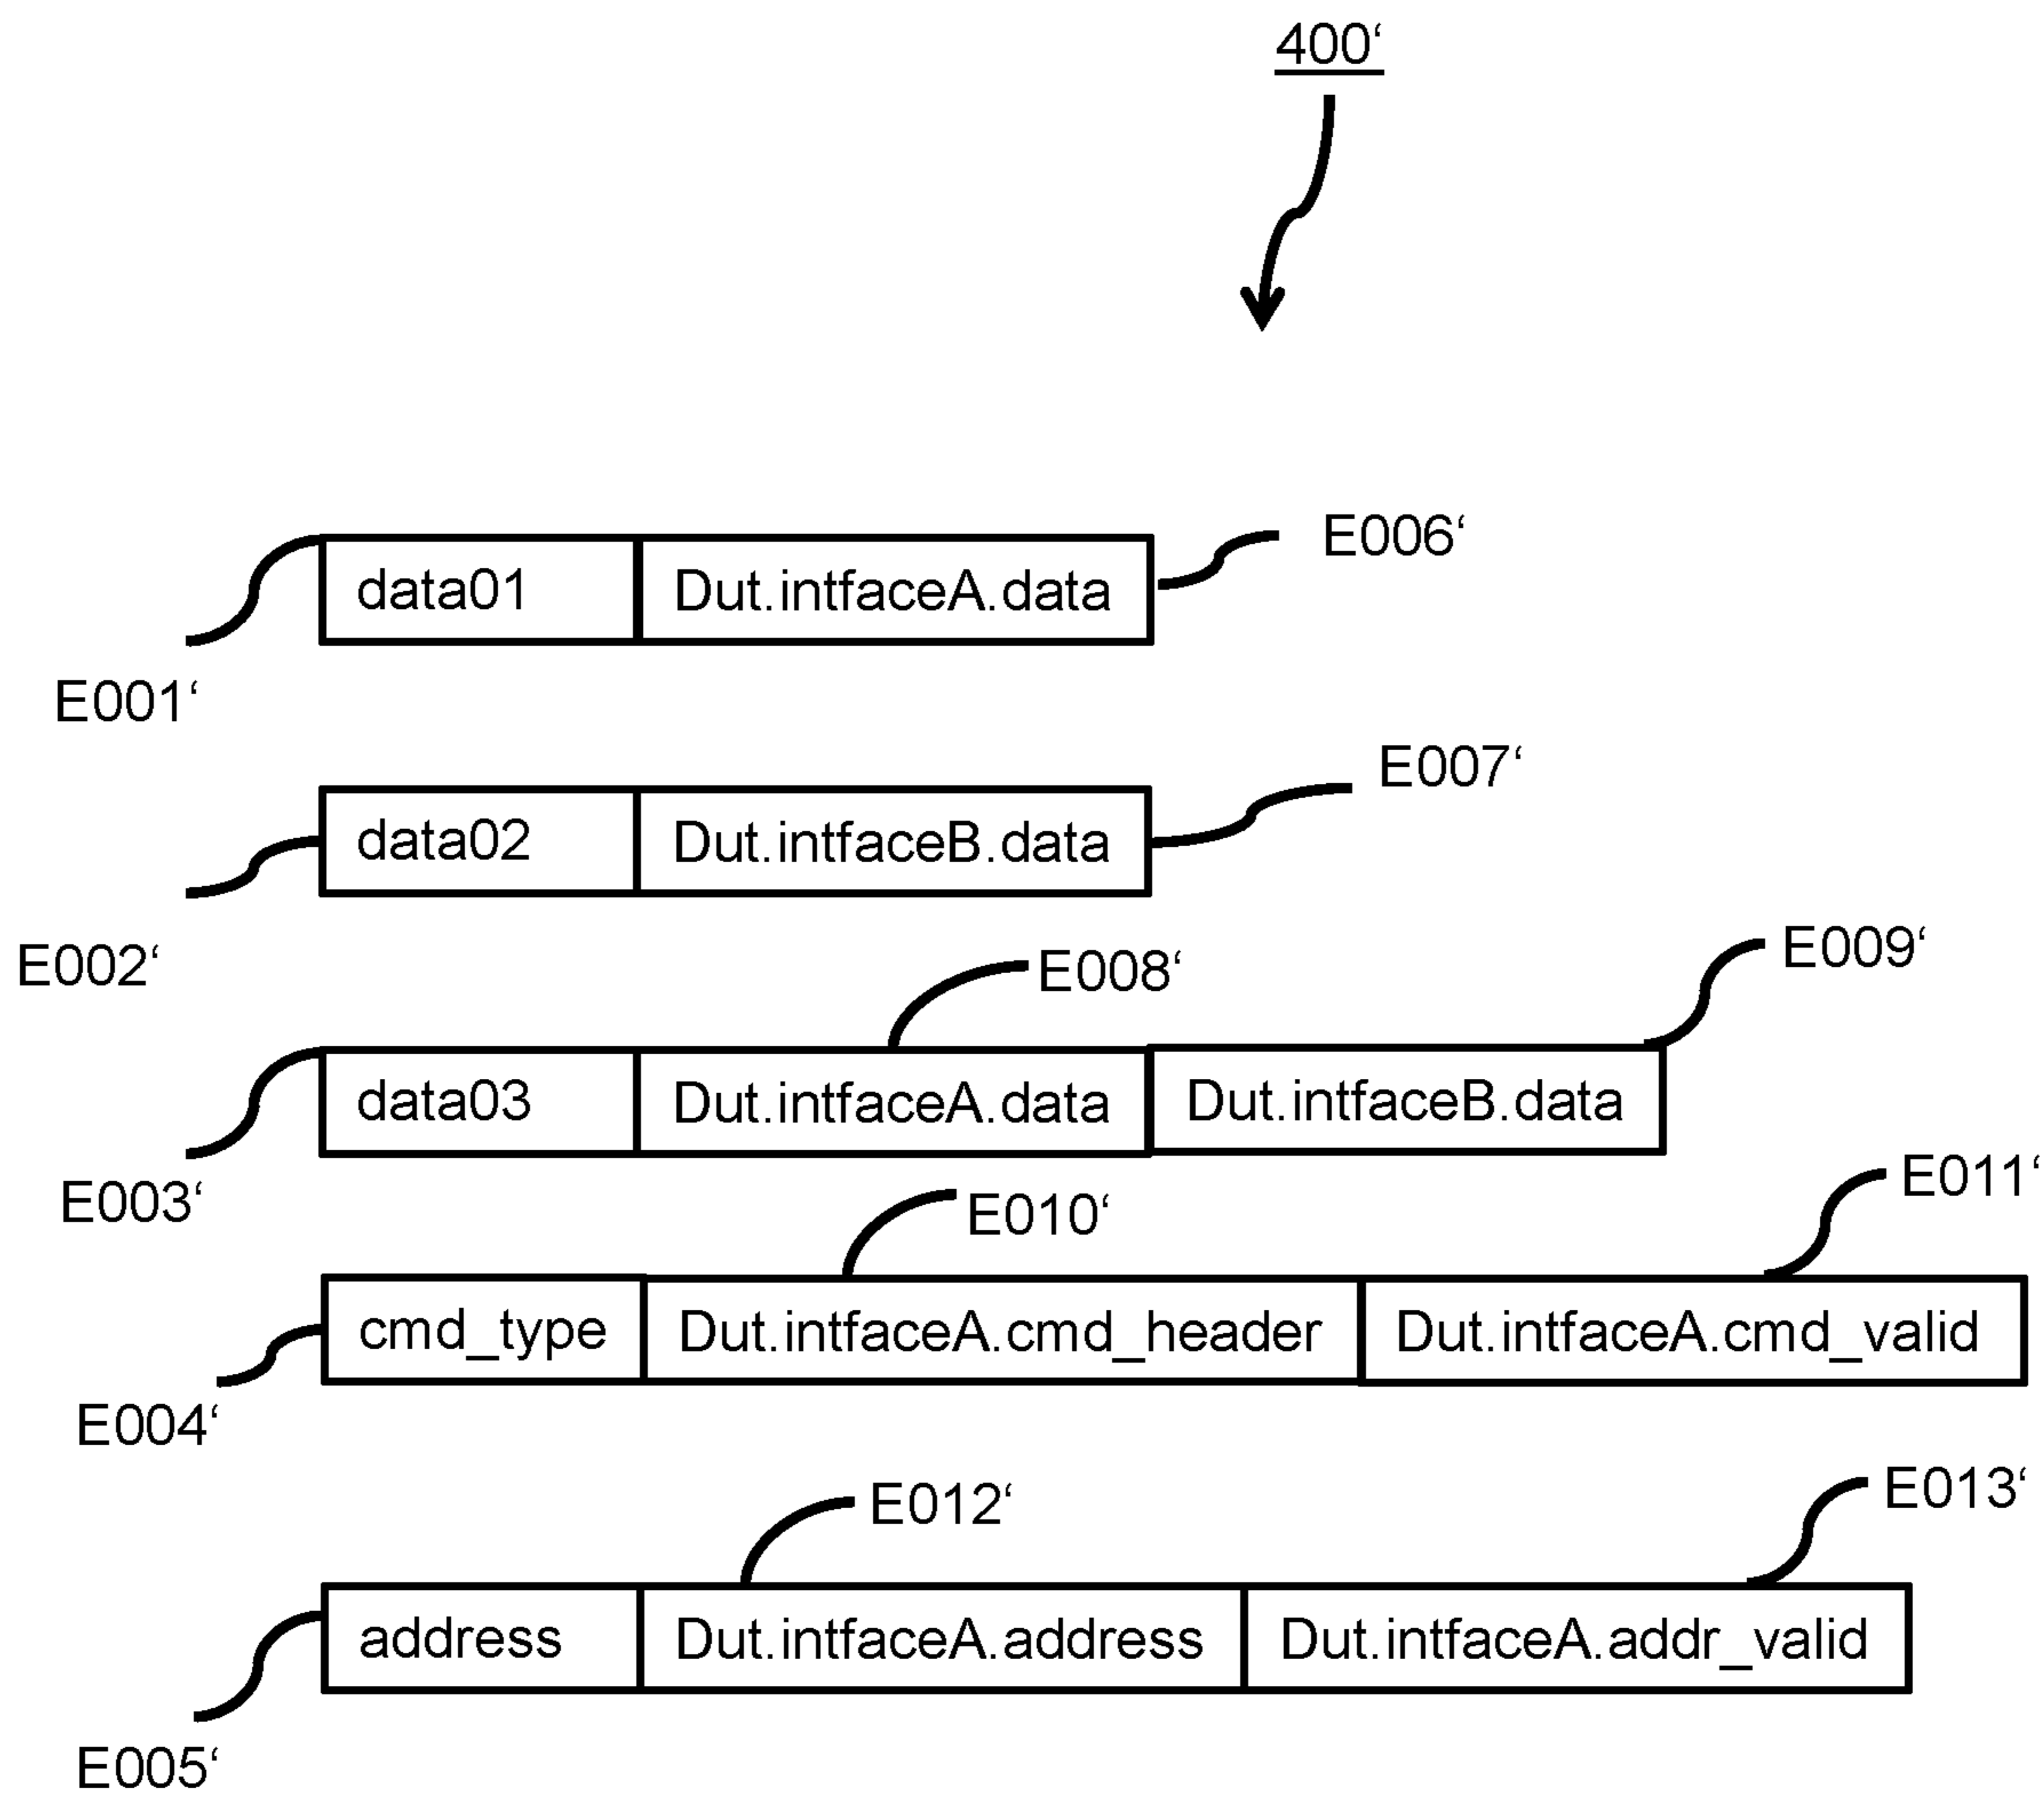 400‘
E006‘
data01 Dut.intfaceA.data
E001‘
E007‘
data02 Dut.intfaceB.data
E002‘
E008‘
E009‘
data03 Dut.intfaceA.data Dut.intfaceB.data
E003‘
E010‘
E011‘
cmd_type Dut.intfaceA.cmd_header Dut.intfaceA.cmd_valid
E004‘
E012‘
E013‘
address Dut.intfaceA.address Dut.intfaceA.addr_valid
E005‘